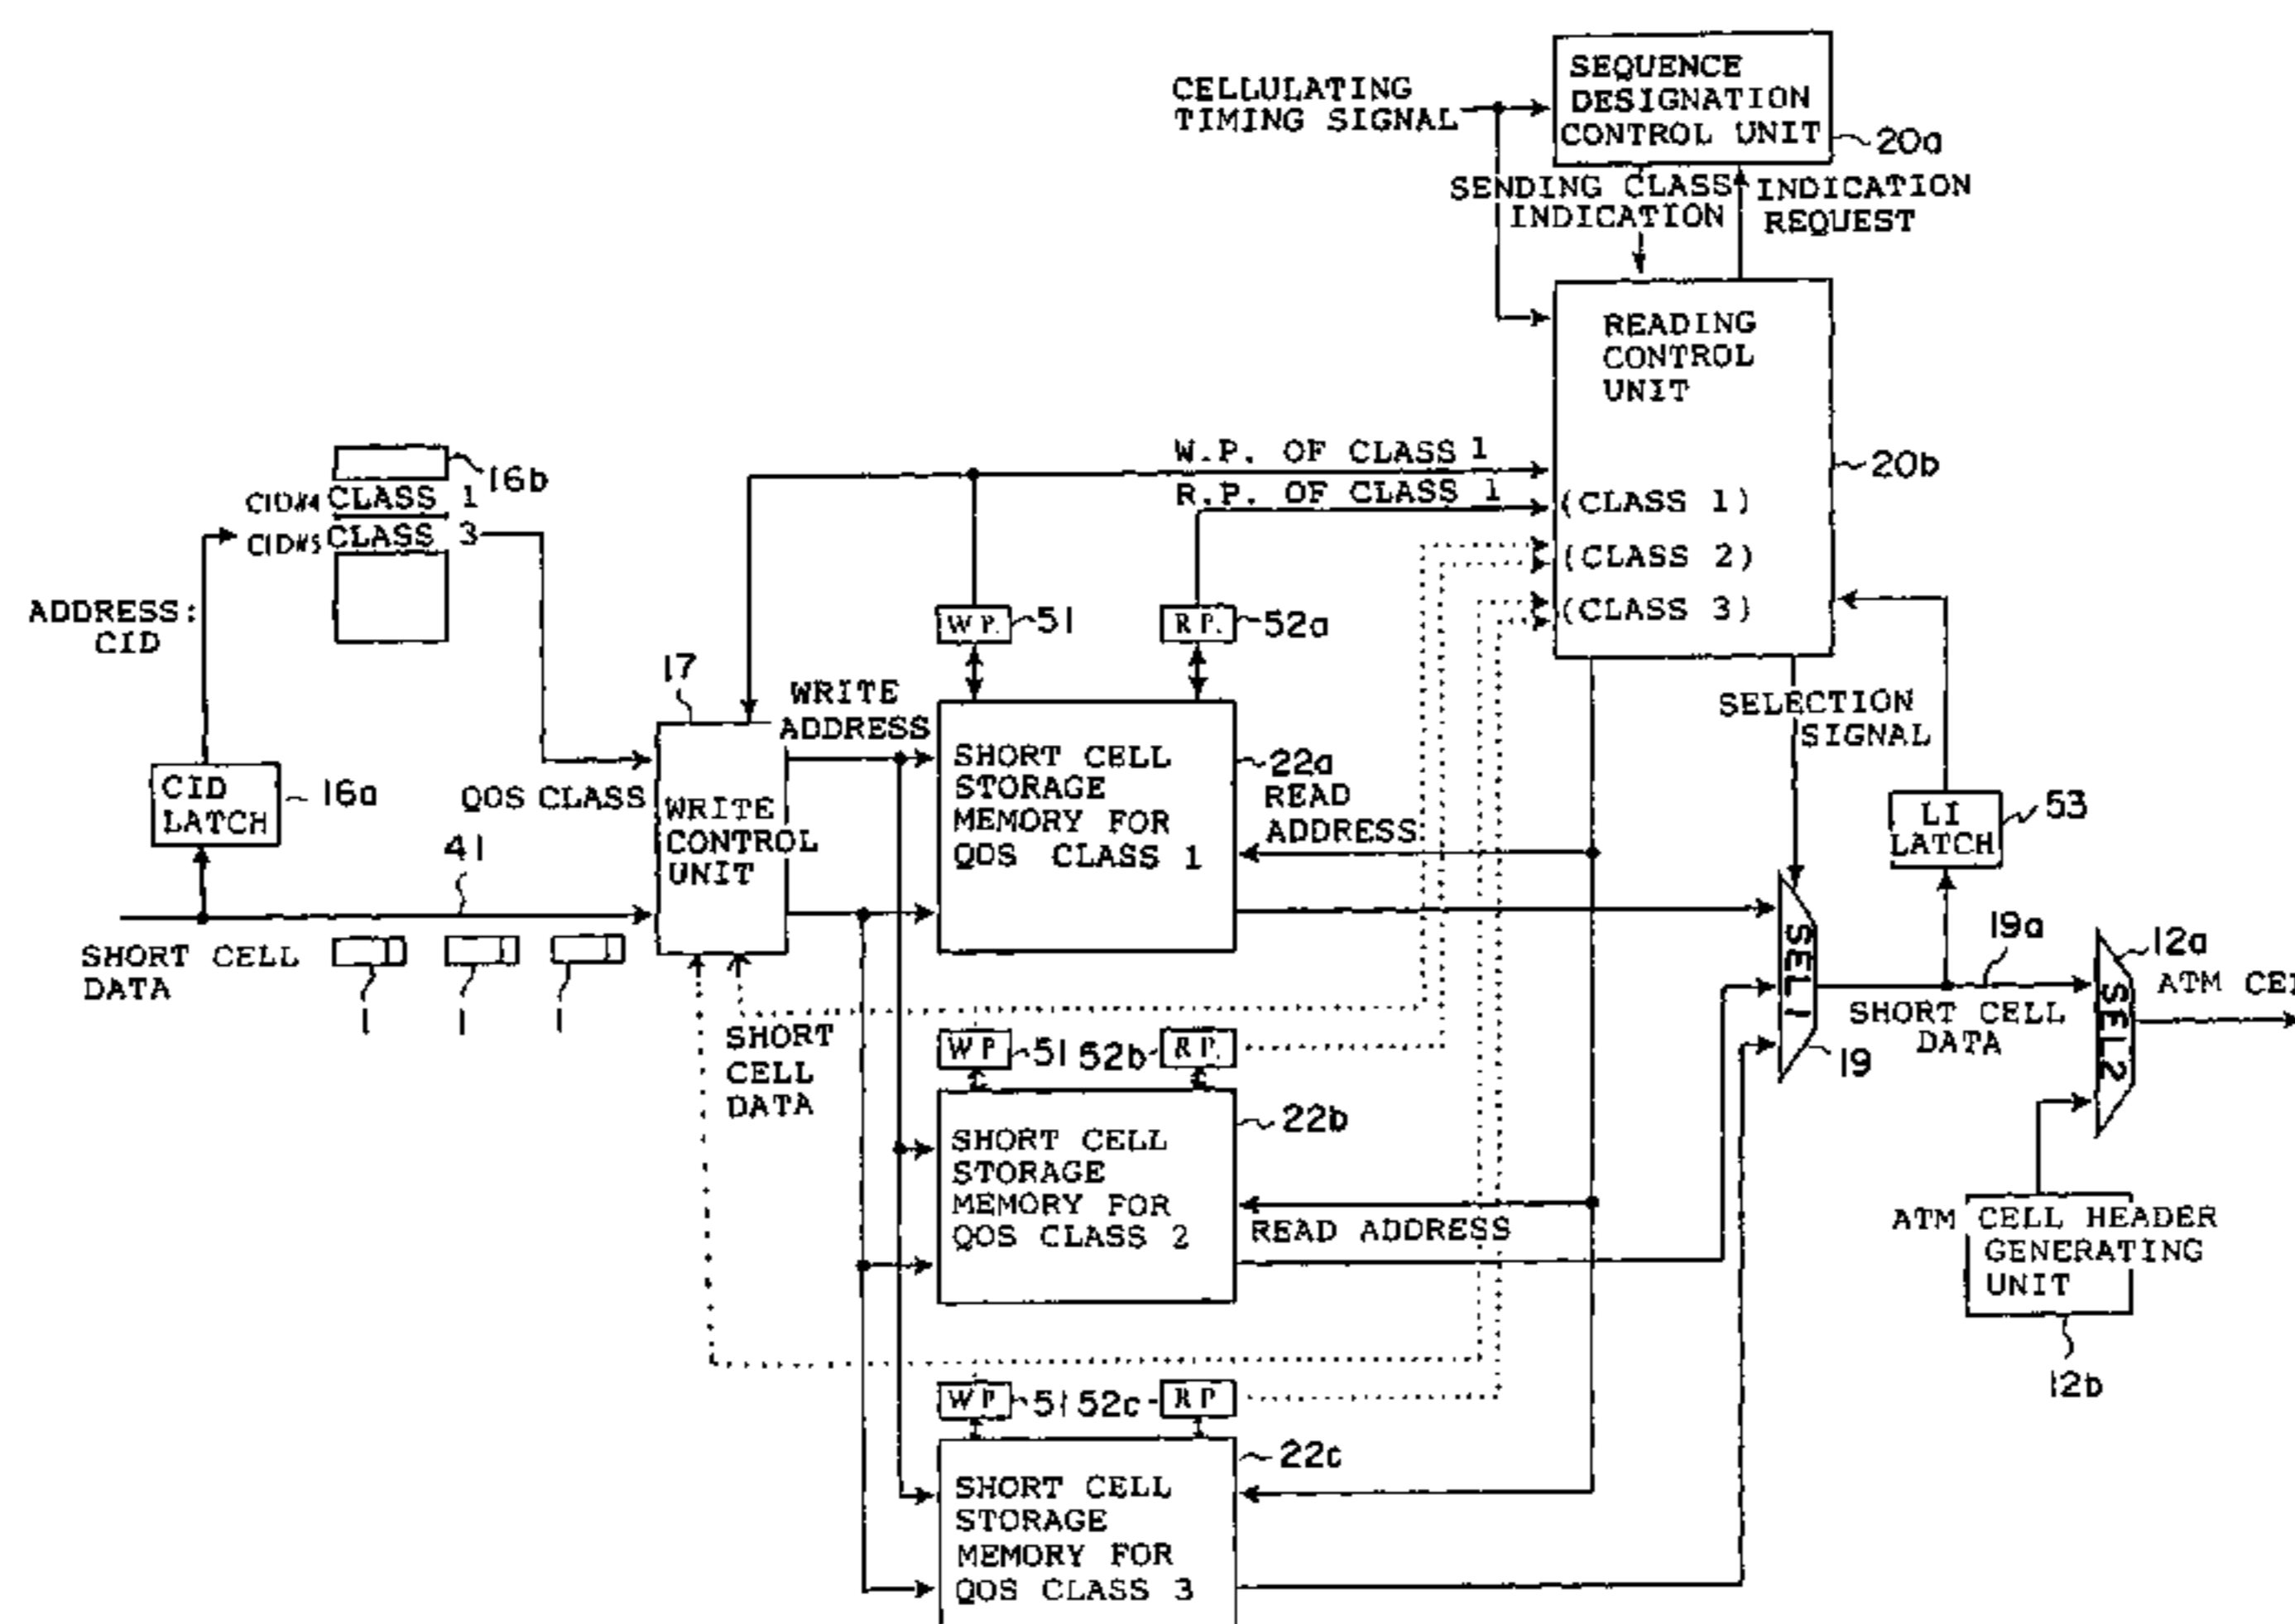 CELLULATING
TIMING SIGNAL
SEQUENCE
DESIGNATION
CONTROL UNIT
20a
SENDING CLASS
INDICATION
INDICATION
REQUEST
READING
CONTROL
UNIT
20b
W.P. OF CLASS 1
R.P. OF CLASS 1
(CLASS 1)
(CLASS 2)
(CLASS 3)
16b
CID#4 CLASS 1
CID#5 CLASS 3
ADDRESS:
CID
CID
LATCH
16a
QOS CLASS
41
SHORT CELL
DATA
1
1
1
17
WRITE
CONTROL
UNIT
WRITE
ADDRESS
W P.
51
R P.
52a
SHORT CELL
STORAGE
MEMORY FOR
QOS CLASS 1
22a
READ
ADDRESS
SELECTION
SIGNAL
LI
LATCH
53
SEL1
19
19a
SHORT CELL
DATA
12a
SEL2
ATM CE
SHORT
CELL
DATA
W P
51
52b
R P.
SHORT CELL
STORAGE
MEMORY FOR
QOS CLASS 2
22b
READ ADDRESS
ATM CELL HEADER
GENERATING
UNIT
12b
W P
51
52c
R P
SHORT CELL
STORAGE
MEMORY FOR
QOS CLASS 3
22c